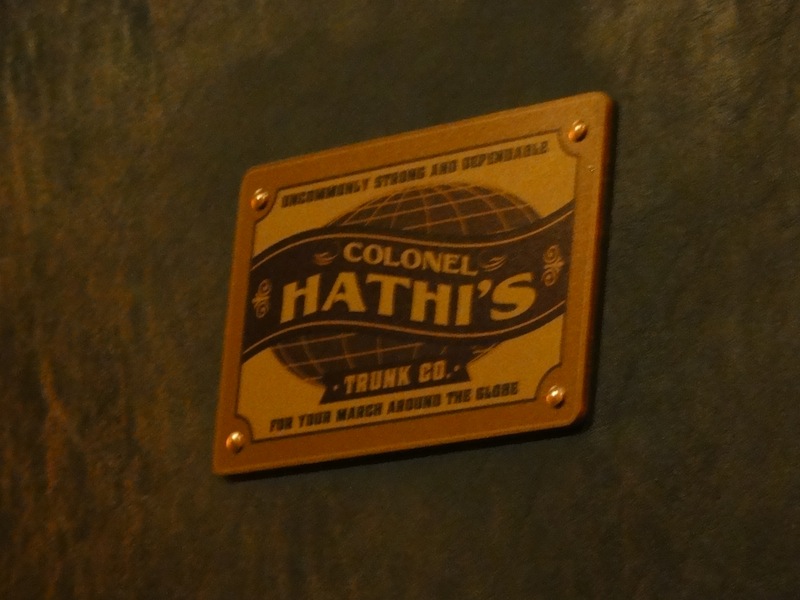 UNCOMMONLY STRONG AND DEPENDABLE
COLONEL
HATHI'S
· TRUNK CO. ·
FOR YOUR MARCH AROUND THE GLOBE